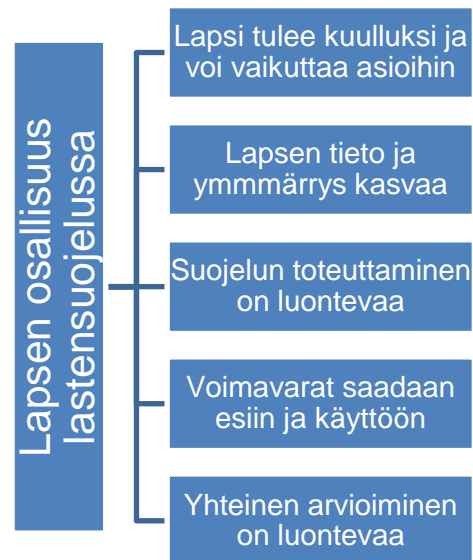 Lapsen osallisuus
lastensuojelussa
Lapsi tulee kuulluksi ja
voi vaikuttaa asioihin
Lapsen tieto ja
ymmmärrys kasvaa
Suojelun toteuttaminen
on luontevaa
Voimavarat saadaan
esiin ja käyttöön
Yhteinen arvioiminen
on luontevaa